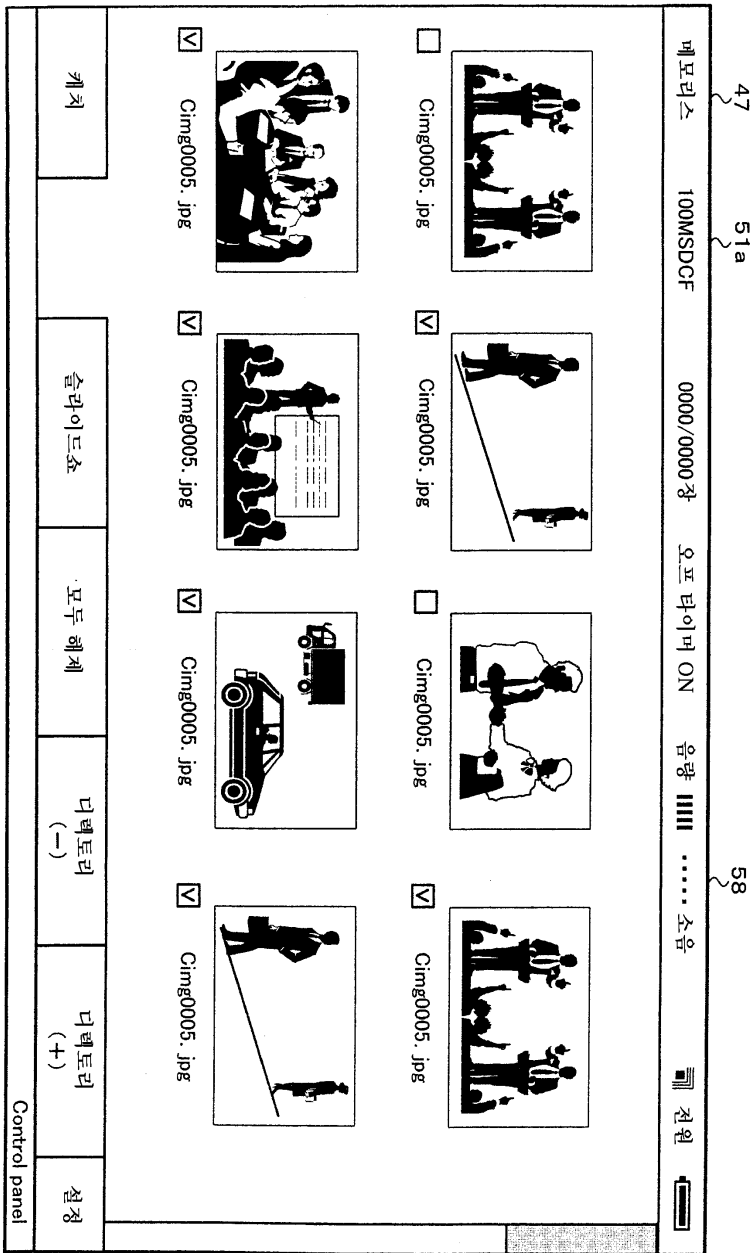 47 51a 58
메모리스 100MSDCF 0000/0000장 오프 타이머 ON 음량 ..... 소음 전원
Cimg0005. jpg Cimg0005. jpg Cimg0005. jpg Cimg0005. jpg
V V
Cimg0005. jpg Cimg0005. jpg Cimg0005. jpg Cimg0005. jpg
V V V V
캐치 슬라이드쇼 모두 해제 디렉토리 디렉토리 설정
(−) (+)
Control panel